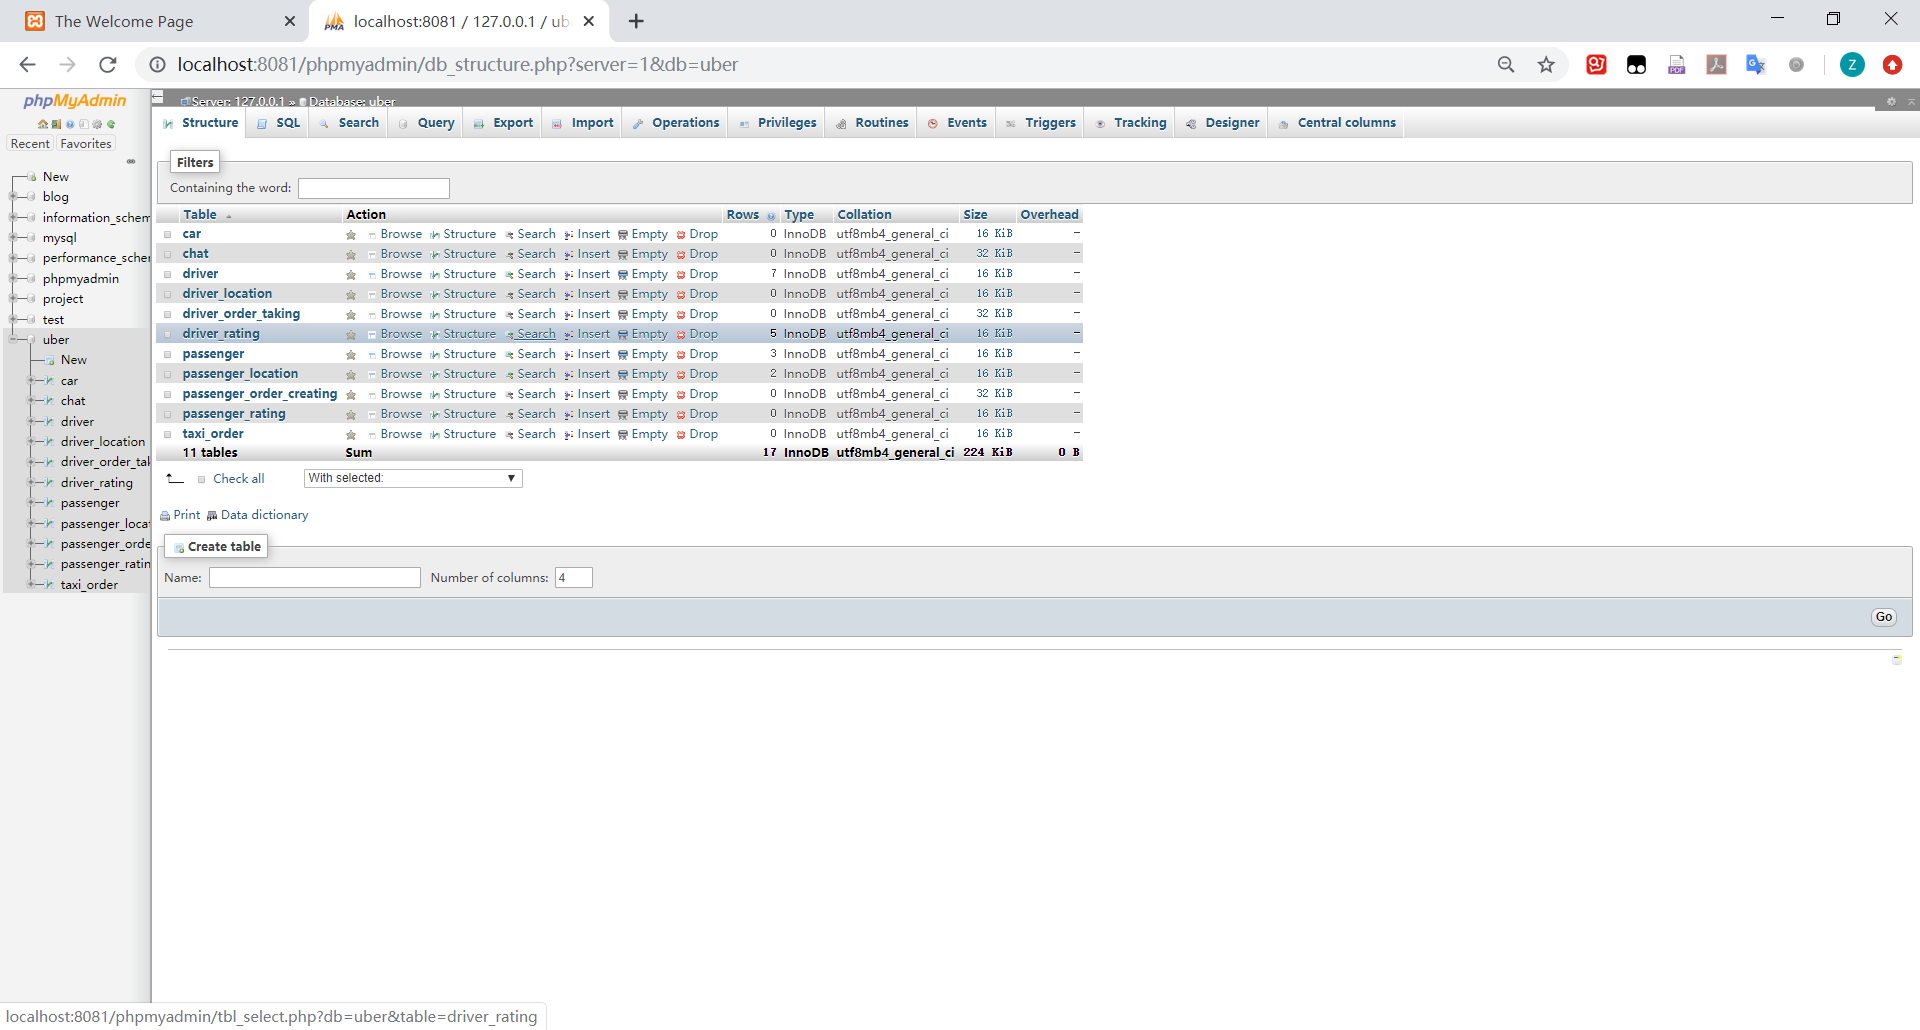 The Welcome Page
localhost:8081 / 127.0.0.1 / ub
localhost:8081/phpmyadmin/db_structure.php?server=1&db=uber
Z
phpMyAdmin
Recent Favorites
New
blog
information_schem
mysql
performance_scher
phpmyadmin
project
test
uber
New
car
chat
driver
driver_location
driver_order_tak
driver_rating
passenger
passenger_locat
passenger_orde
passenger_ratin
taxi_order
Server: 127.0.0.1 » Database: uber
Structure SQL Search Query Export Import Operations Privileges Routines Events Triggers Tracking Designer Central columns
Filters
Containing the word:
Table Action Rows Type Collation Size Overhead
car Browse Structure Search Insert Empty Drop 0 InnoDB utf8mb4_general_ci 16 KiB -
chat Browse Structure Search Insert Empty Drop 0 InnoDB utf8mb4_general_ci 32 KiB -
driver Browse Structure Search Insert Empty Drop 7 InnoDB utf8mb4_general_ci 16 KiB -
driver_location Browse Structure Search Insert Empty Drop 0 InnoDB utf8mb4_general_ci 16 KiB -
driver_order_taking Browse Structure Search Insert Empty Drop 0 InnoDB utf8mb4_general_ci 32 KiB -
driver_rating Browse Structure Search Insert Empty Drop 5 InnoDB utf8mb4_general_ci 16 KiB -
passenger Browse Structure Search Insert Empty Drop 3 InnoDB utf8mb4_general_ci 16 KiB -
passenger_location Browse Structure Search Insert Empty Drop 2 InnoDB utf8mb4_general_ci 16 KiB -
passenger_order_creating Browse Structure Search Insert Empty Drop 0 InnoDB utf8mb4_general_ci 32 KiB -
passenger_rating Browse Structure Search Insert Empty Drop 0 InnoDB utf8mb4_general_ci 16 KiB -
taxi_order Browse Structure Search Insert Empty Drop 0 InnoDB utf8mb4_general_ci 16 KiB -
11 tables Sum 17 InnoDB utf8mb4_general_ci 224 KiB 0 B
Check all With selected:
Print Data dictionary
Create table
Name: Number of columns: 4
Go
localhost:8081/phpmyadmin/tbl_select.php?db=uber&table=driver_rating